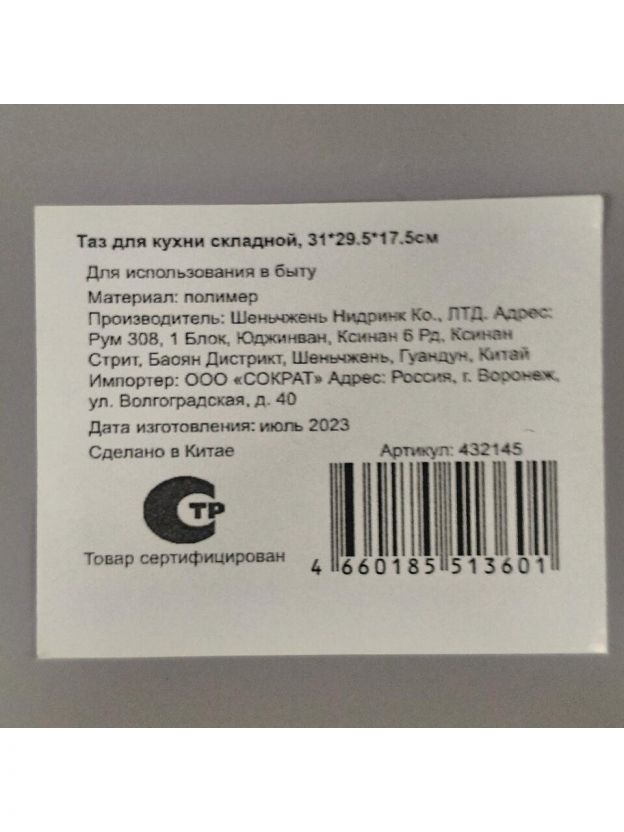 Таз для кухни складной, 31*29.5*17.5см
Для использования в быту
Материал: полимер
Производитель: Шеньчжень Нидринк Ко., ЛТД. Адрес:
Рум 308, 1 Блок, Юджинван, Ксинан 6 Рд, Ксинан
Стрит, Баоян Дистрикт, Шеньчжень, Гуандун, Китай
Импортер: ООО «СОКРАТ» Адрес: Россия, г. Воронеж,
ул. Волгоградская, д. 40
Дата изготовления: июль 2023
Сделано в Китае
Артикул: 432145
СТР
Товар сертифицирован
4 660185 513601